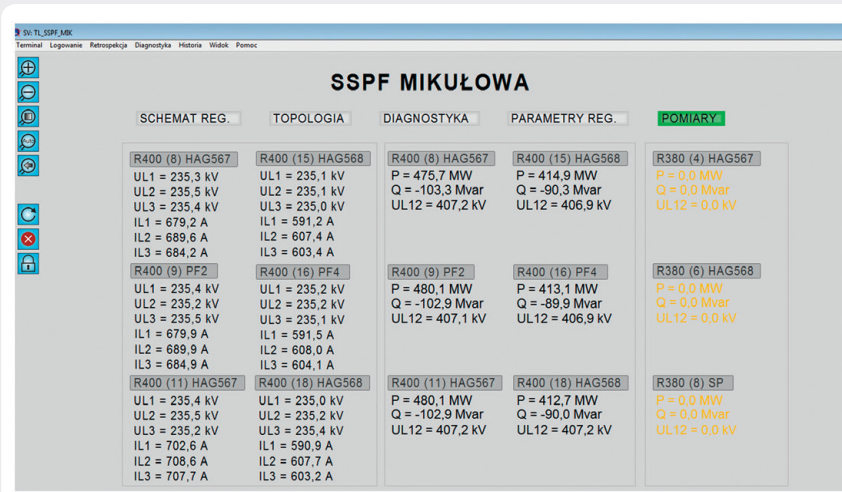 SV: TL_SSPF_MIK
Terminal Logowanie Retrospekcja Diagnostyka Historia Widok Pomoc
SSPF MIKUŁOWA
SCHEMAT REG. TOPOLOGIA DIAGNOSTYKA PARAMETRY REG. POMIARY
R400 (8) HAG567
UL1 = 235,3 kV
UL2 = 235,5 kV
UL3 = 235,4 kV
IL1 = 679,2 A
IL2 = 689,6 A
IL3 = 684,2 A
R400 (15) HAG568
UL1 = 235,1 kV
UL2 = 235,1 kV
UL3 = 235,0 kV
IL1 = 591,2 A
IL2 = 607,4 A
IL3 = 603,4 A
R400 (8) HAG567
P = 475,7 MW
Q = -103,3 Mvar
UL12 = 407,2 kV
R400 (15) HAG568
P = 414,9 MW
Q = -90,3 Mvar
UL12 = 406,9 kV
R380 (4) HAG567
P = 0,0 MW
Q = 0,0 Mvar
UL12 = 0,0 kV
R400 (9) PF2
UL1 = 235,4 kV
UL2 = 235,2 kV
UL3 = 235,5 kV
IL1 = 679,9 A
IL2 = 689,9 A
IL3 = 684,9 A
R400 (16) PF4
UL1 = 235,2 kV
UL2 = 235,2 kV
UL3 = 235,1 kV
IL1 = 591,5 A
IL2 = 608,0 A
IL3 = 604,1 A
R400 (9) PF2
P = 480,1 MW
Q = -102,9 Mvar
UL12 = 407,1 kV
R400 (16) PF4
P = 413,1 MW
Q = -89,9 Mvar
UL12 = 406,9 kV
R380 (6) HAG568
P = 0,0 MW
Q = 0,0 Mvar
UL12 = 0,0 kV
R400 (11) HAG567
UL1 = 235,4 kV
UL2 = 235,5 kV
UL3 = 235,2 kV
IL1 = 702,6 A
IL2 = 708,6 A
IL3 = 707,7 A
R400 (18) HAG568
UL1 = 235,0 kV
UL2 = 235,2 kV
UL3 = 235,4 kV
IL1 = 590,9 A
IL2 = 607,7 A
IL3 = 603,2 A
R400 (11) HAG567
P = 480,1 MW
Q = -102,9 Mvar
UL12 = 407,2 kV
R400 (18) HAG568
P = 412,7 MW
Q = -90,0 Mvar
UL12 = 407,2 kV
R380 (8) SP
P = 0,0 MW
Q = 0,0 Mvar
UL12 = 0,0 kV